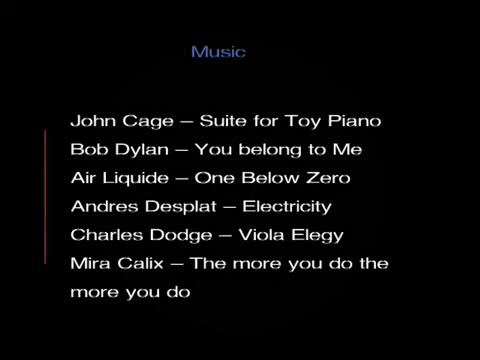 Music
John Cage – Suite for Toy Piano
Bob Dylan – You belong to Me
Air Liquide – One Below Zero
Andres Desplat – Electricity
Charles Dodge – Viola Elegy
Mira Calix – The more you do the
more you do